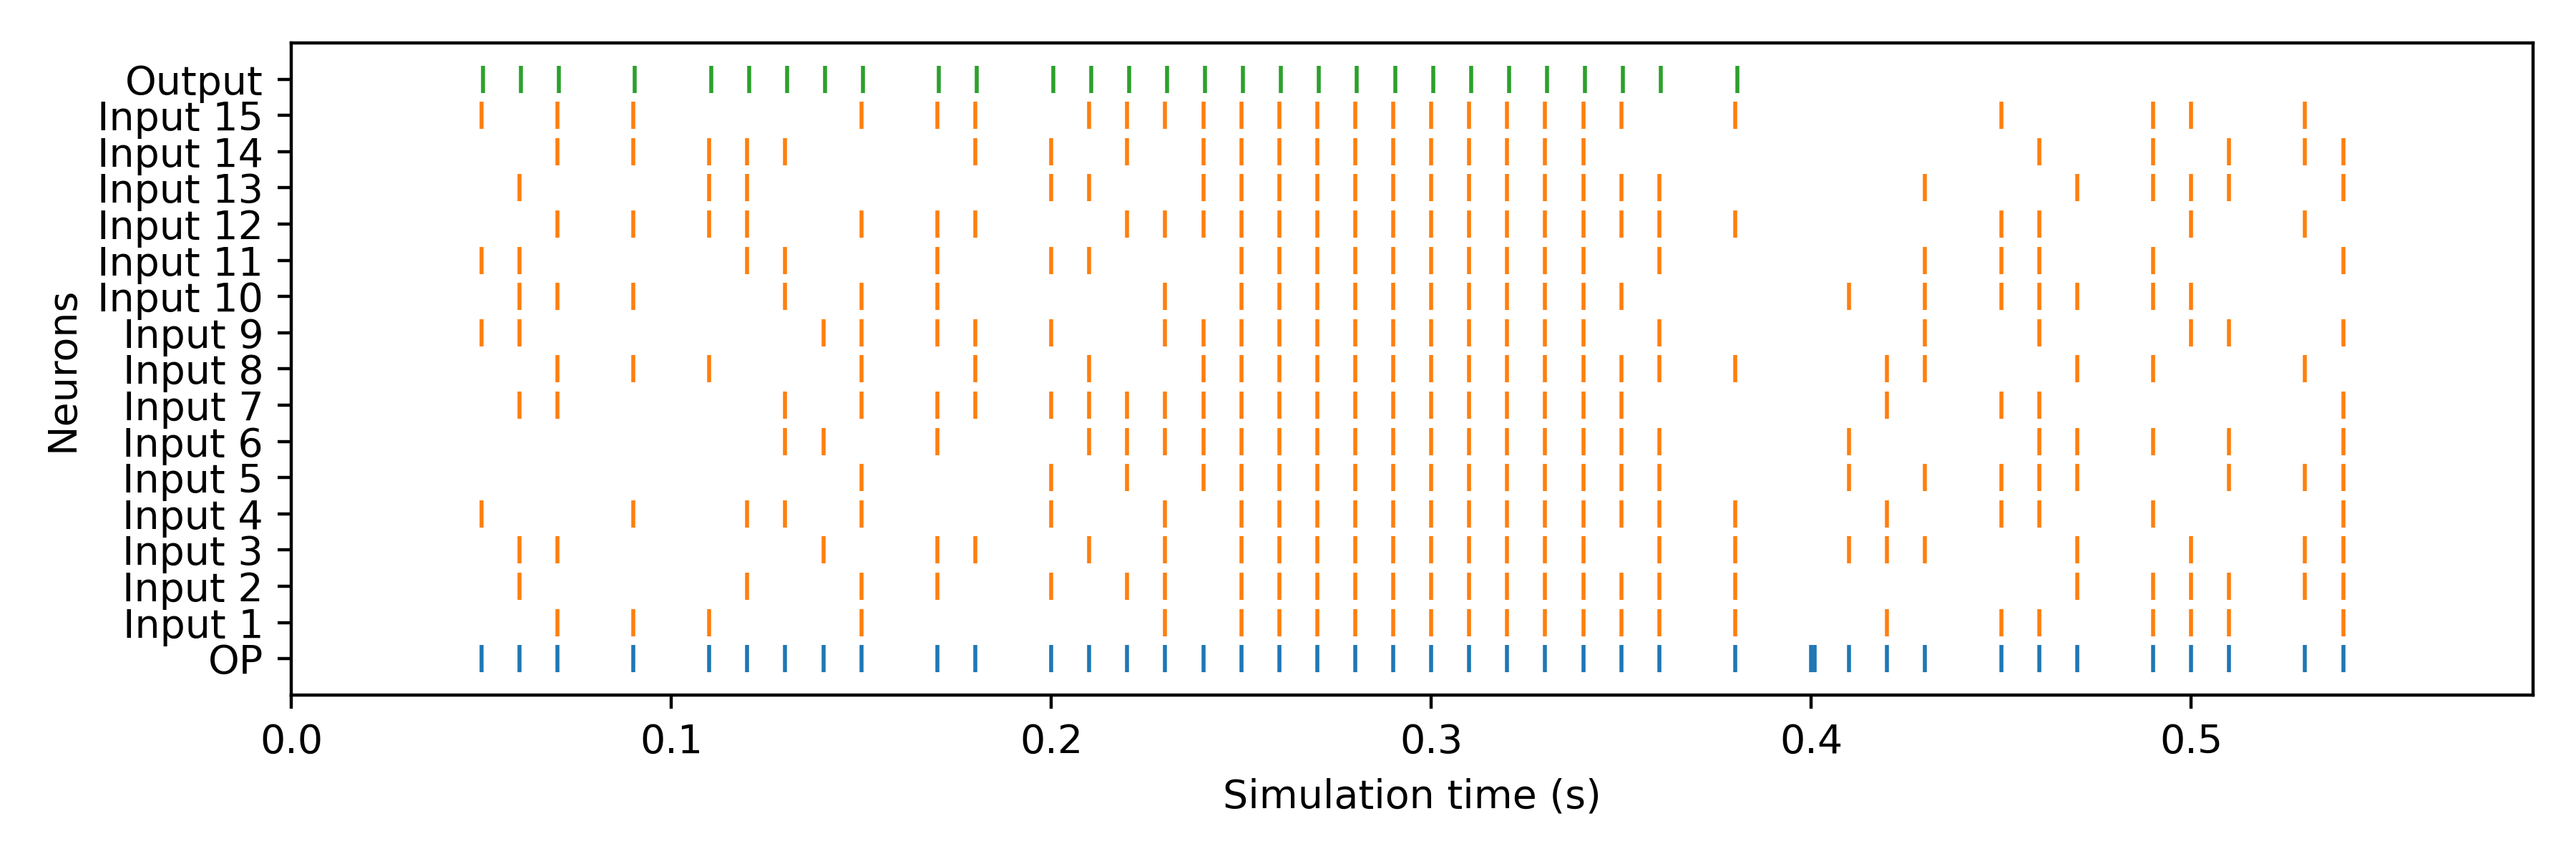 Output
Input 15
Input 14
Input 13
Input 12
Input 11
Input 10
Input 9
Input 8
Input 7
Input 6
Input 5
Input 4
Input 3
Input 2
Input 1
OP
Neurons
0.0 0.1 0.2 0.3 0.4 0.5
Simulation time (s)